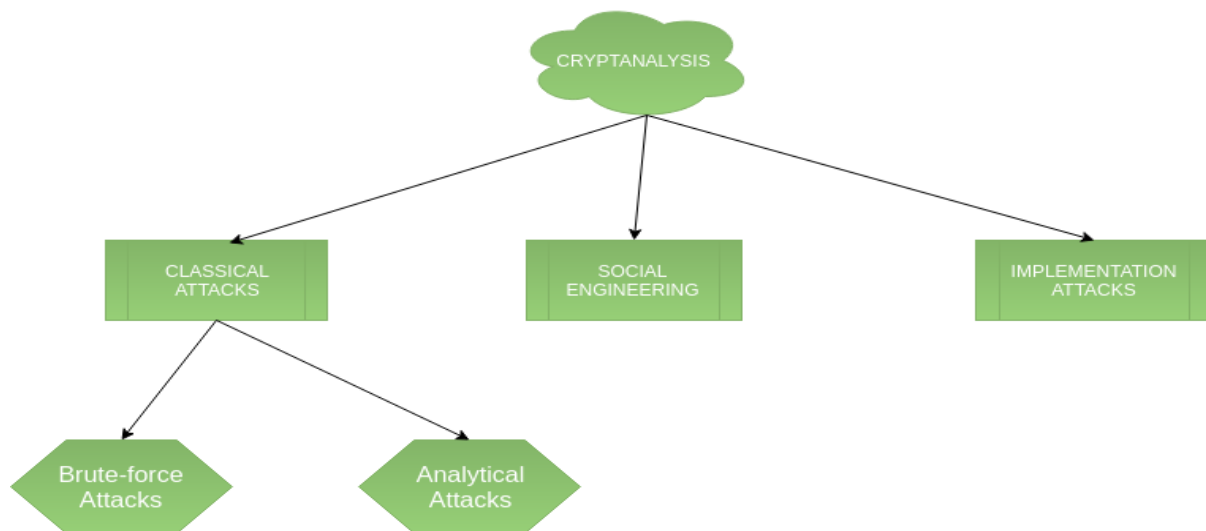 CRYPTANALYSIS
CLASSICAL
ATTACKS
SOCIAL
ENGINEERING
IMPLEMENTATION
ATTACKS
Brute-force
Attacks
Analytical
Attacks